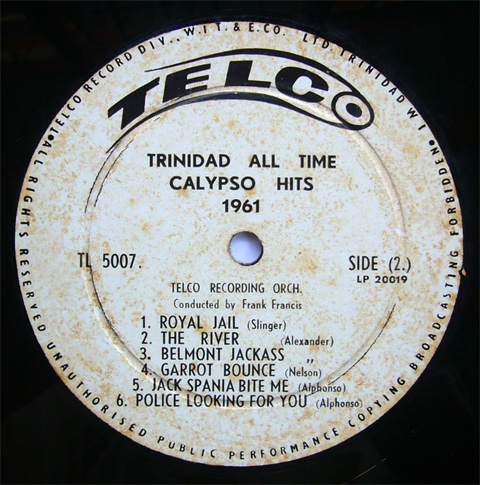 •TELCO RECORD DIV., W.I.T. & E.CO. LTD. TRINIDAD W.I.•
TELCO
TRINIDAD ALL TIME
CALYPSO HITS
1961
TL 5007.
SIDE (2.)
LP 20019
TELCO RECORDING ORCH.
Conducted by Frank Francis
1. ROYAL JAIL (Slinger)
2. THE RIVER (Alexander)
3. BELMONT JACKASS „
4. GARROT BOUNCE (Nelson)
5. JACK SPANIA BITE ME (Alphonso)
6. POLICE LOOKING FOR YOU (Alphonso)
ALL RIGHTS RESERVED UNAUTHORISED PUBLIC PERFORMANCE COPYING BROADCASTING FORBIDDEN